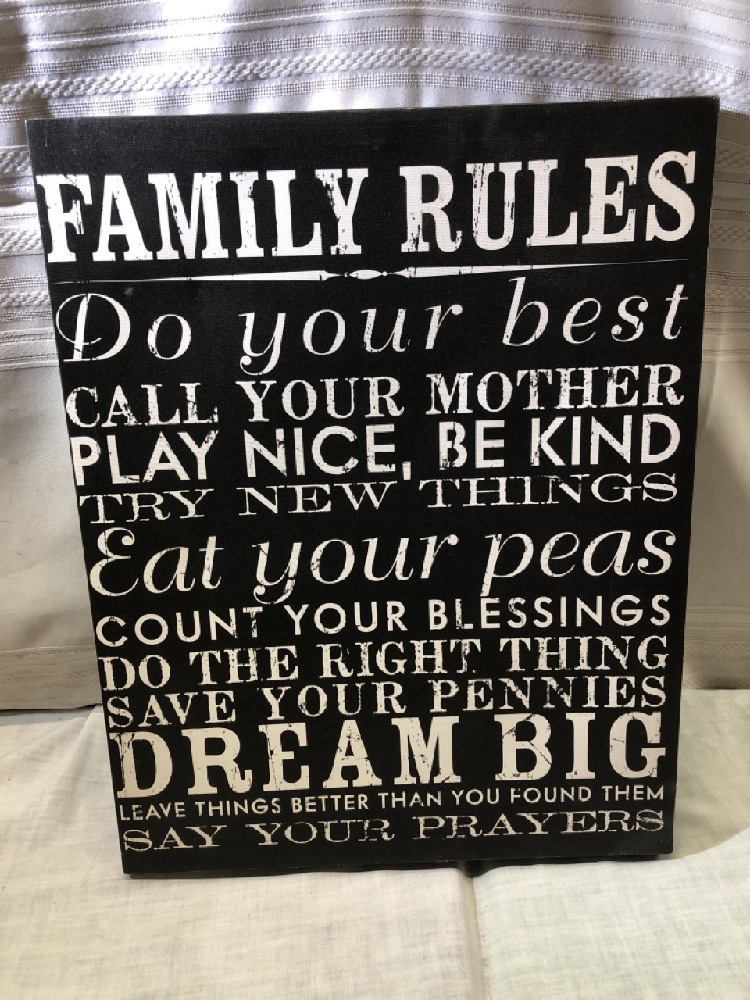 FAMILY RULES
Do your best
CALL YOUR MOTHER
PLAY NICE, BE KIND
TRY NEW THINGS
Eat your peas
COUNT YOUR BLESSINGS
DO THE RIGHT THING
SAVE YOUR PENNIES
DREAM BIG
LEAVE THINGS BETTER THAN YOU FOUND THEM
SAY YOUR PRAYERS